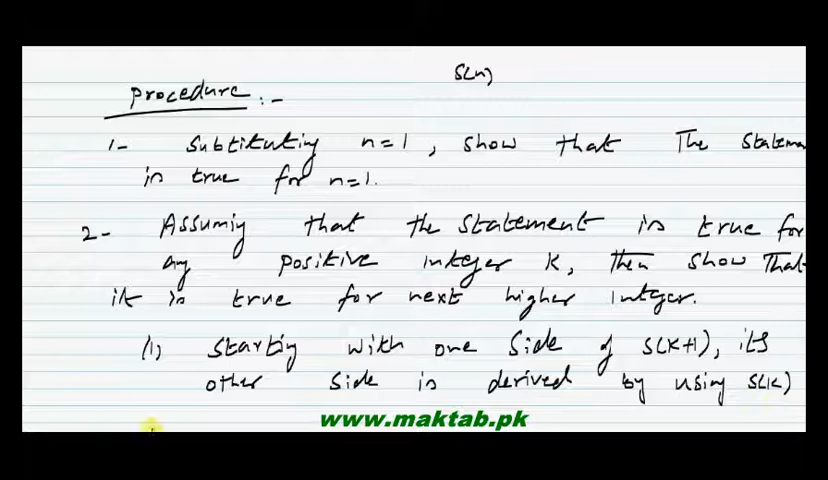 S(n)
Procedure :-
1- Substituting n=1, show that The Statem
is true for n=1.
2- Assuming that the statement is true for
any positive integer K, Then show That
it is true for next higher integer.
(1) Starting with one Side of S(K+1), its
other Side is derived by using S(K)
www.maktab.pk